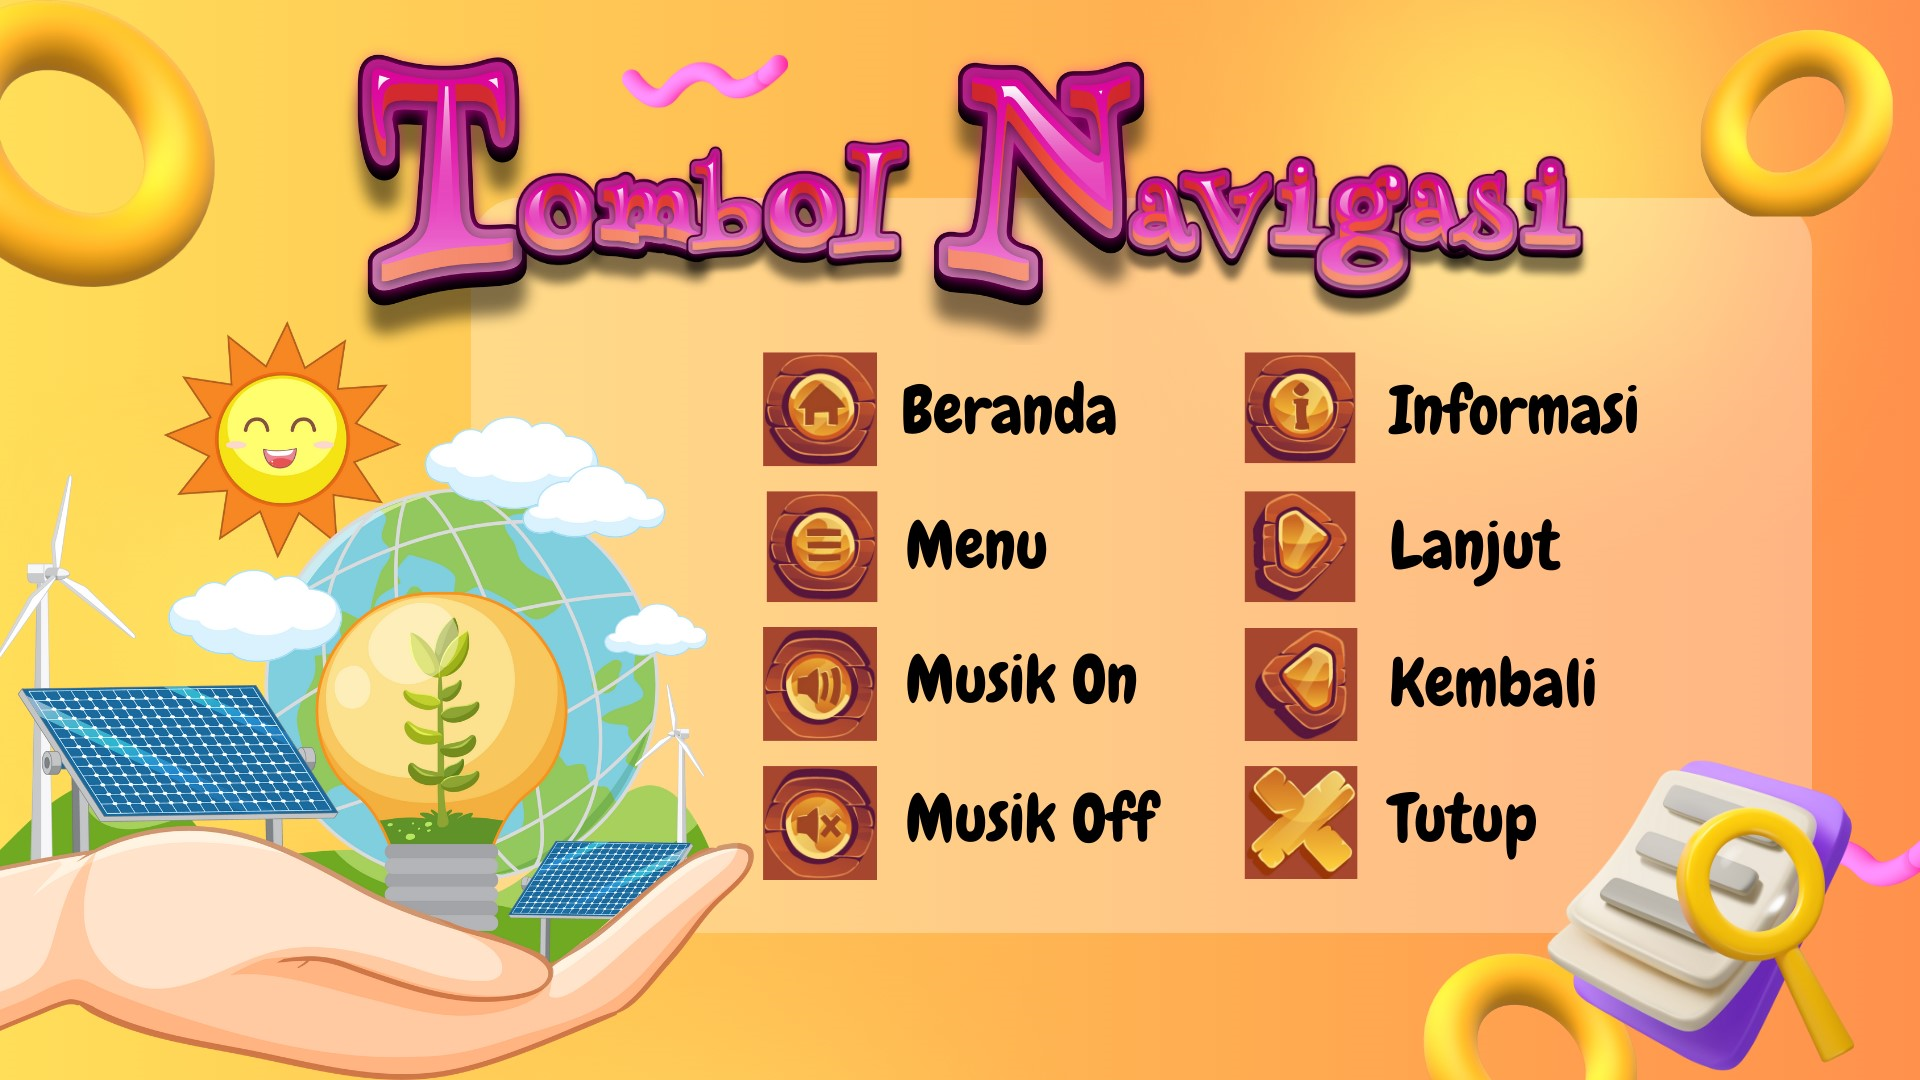 Tombol Navigasi
Beranda
Menu
Musik On
Musik Off
Informasi
Lanjut
Kembali
Tutup